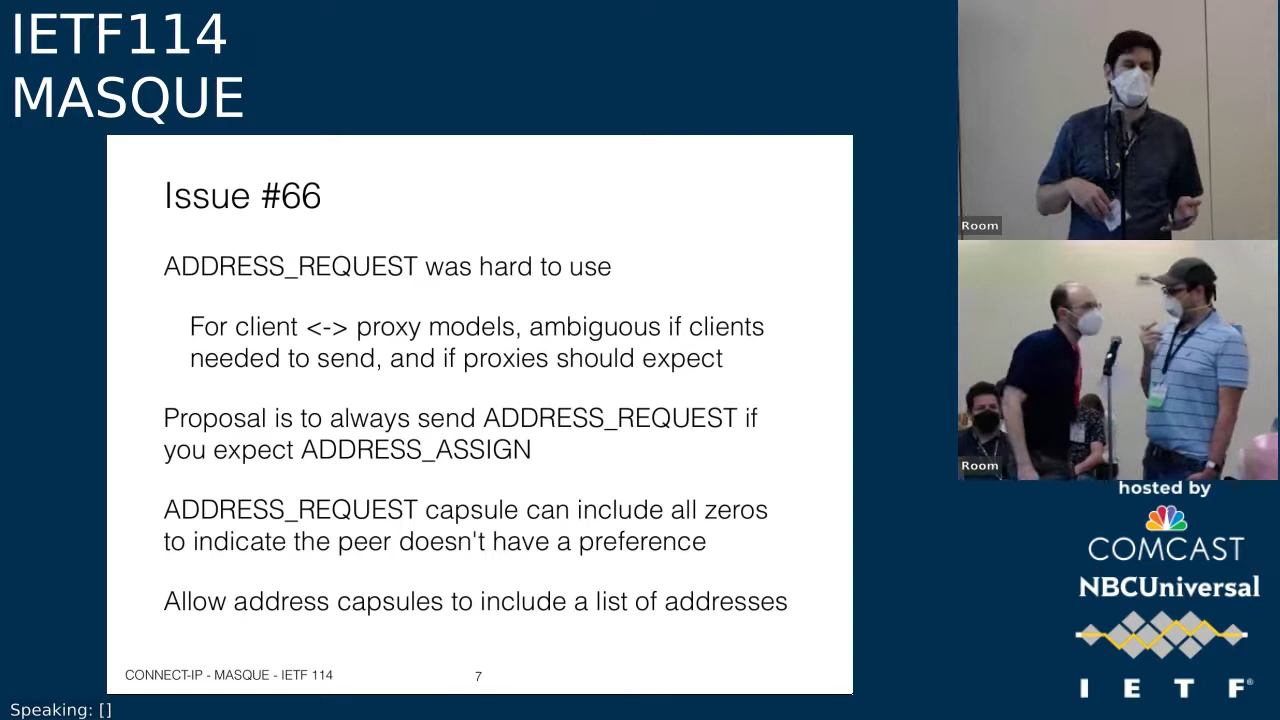 IETF114
MASQUE
Issue #66
ADDRESS_REQUEST was hard to use
For client <-> proxy models, ambiguous if clients
needed to send, and if proxies should expect
Proposal is to always send ADDRESS_REQUEST if
you expect ADDRESS_ASSIGN
ADDRESS_REQUEST capsule can include all zeros
to indicate the peer doesn't have a preference
Allow address capsules to include a list of addresses
CONNECT-IP - MASQUE - IETF 114
7
Room
Room
hosted by
COMCAST
NBCUniversal
I E T F®
Speaking: []